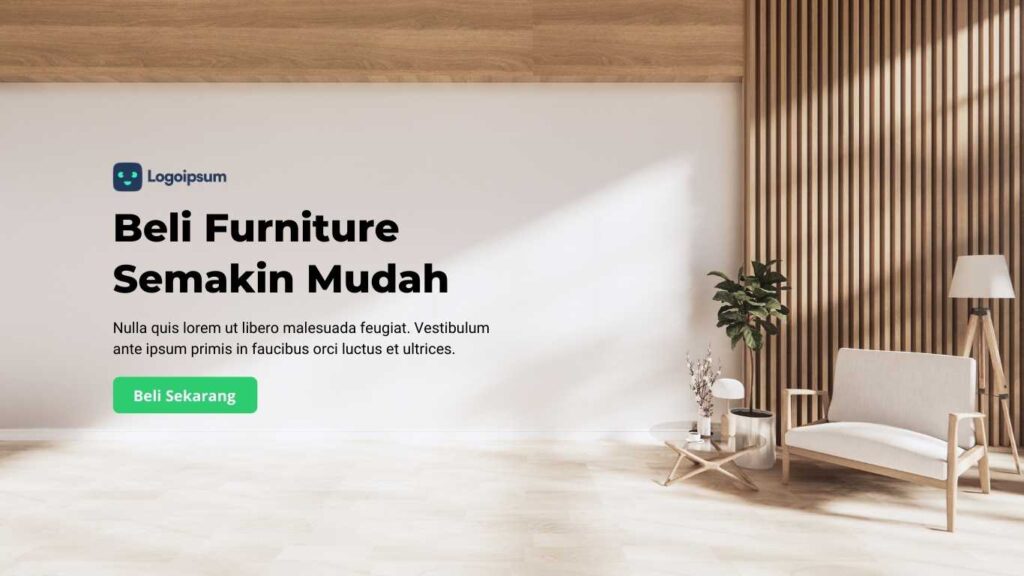 Logoipsum
Beli Furniture
Semakin Mudah
Nulla quis lorem ut libero malesuada feugiat. Vestibulum
ante ipsum primis in faucibus orci luctus et ultrices.
Beli Sekarang